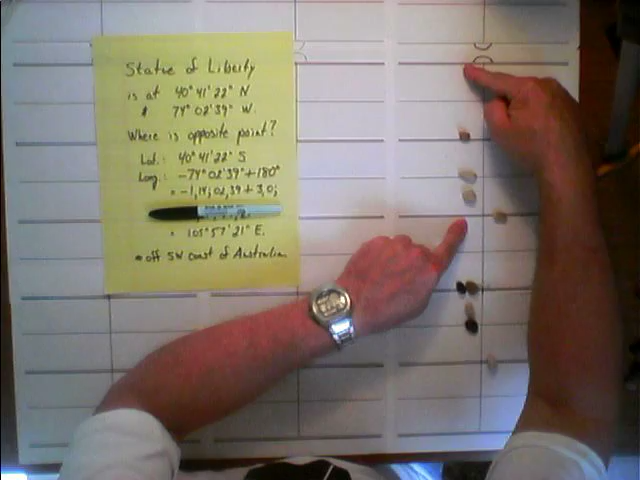 Statue of Liberty
is at 40° 41' 22" N
& 74° 02' 39" W.
Where is opposite point?
Lat.: 40° 41' 22" S
Long.: -74° 02' 39" + 180°
= -1,14;02,39 + 3,0;
= 105° 57' 21" E.
off SW coast of Australia